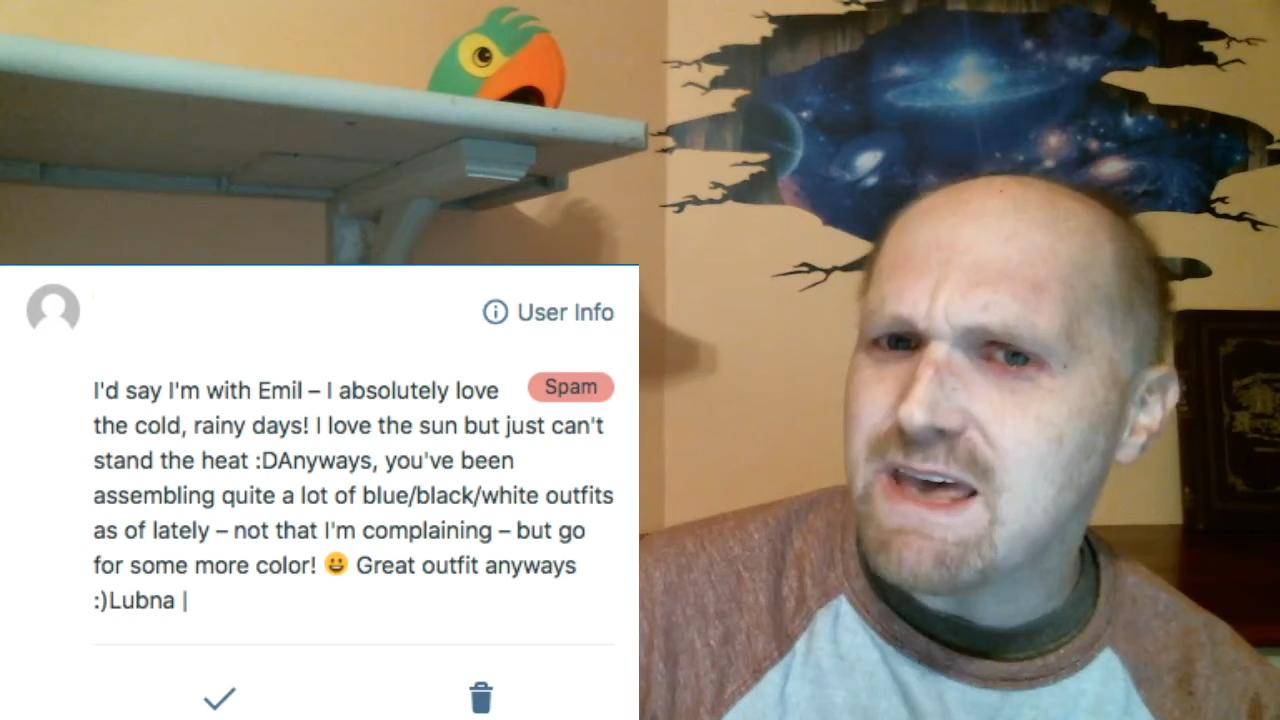 User Info
Spam
I'd say I'm with Emil – I absolutely love
the cold, rainy days! I love the sun but just can't
stand the heat :DAnyways, you've been
assembling quite a lot of blue/black/white outfits
as of lately – not that I'm complaining – but go
for some more color! 😀 Great outfit anyways
:)Lubna |